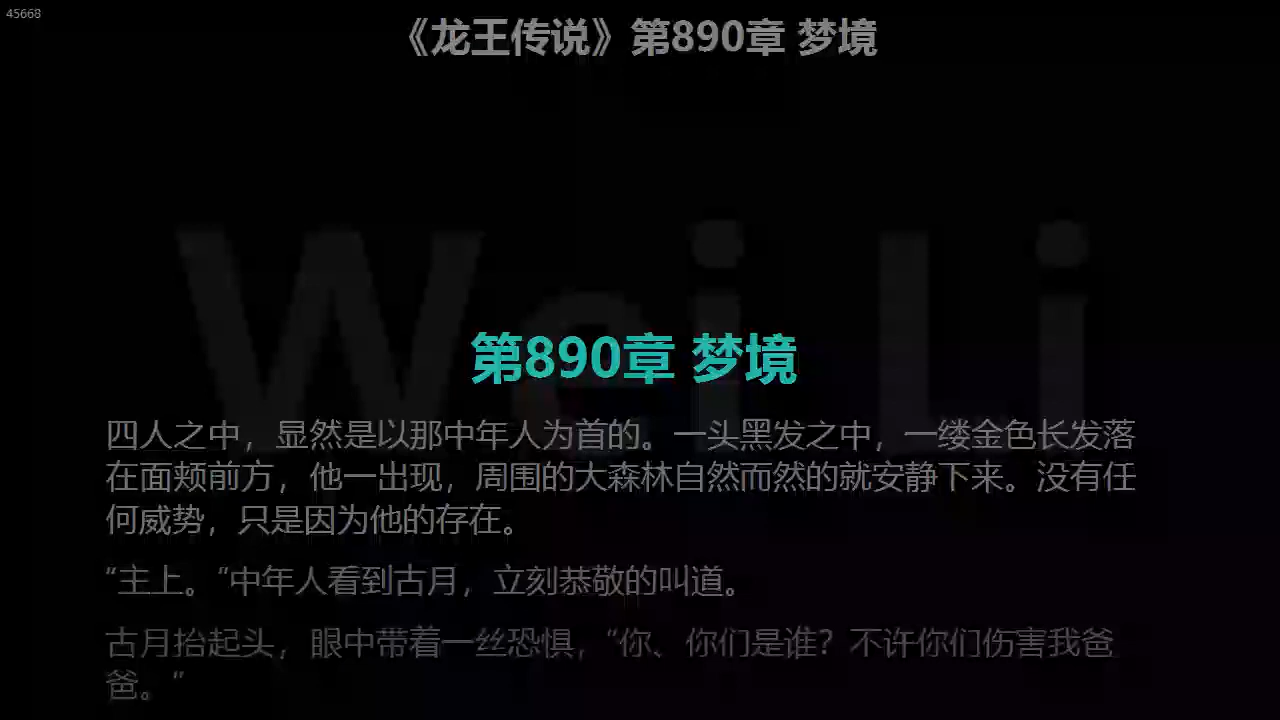 45668
《龙王传说》第890章 梦境
Wei Li
第890章 梦境
四人之中，显然是以那中年人为首的。一头黑发之中，一缕金色长发落
在面颊前方，他一出现，周围的大森林自然而然的就安静下来。没有任
何威势，只是因为他的存在。
“主上。”中年人看到古月，立刻恭敬的叫道。
古月抬起头，眼中带着一丝恐惧，“你、你们是谁？不许你们伤害我爸
爸。”